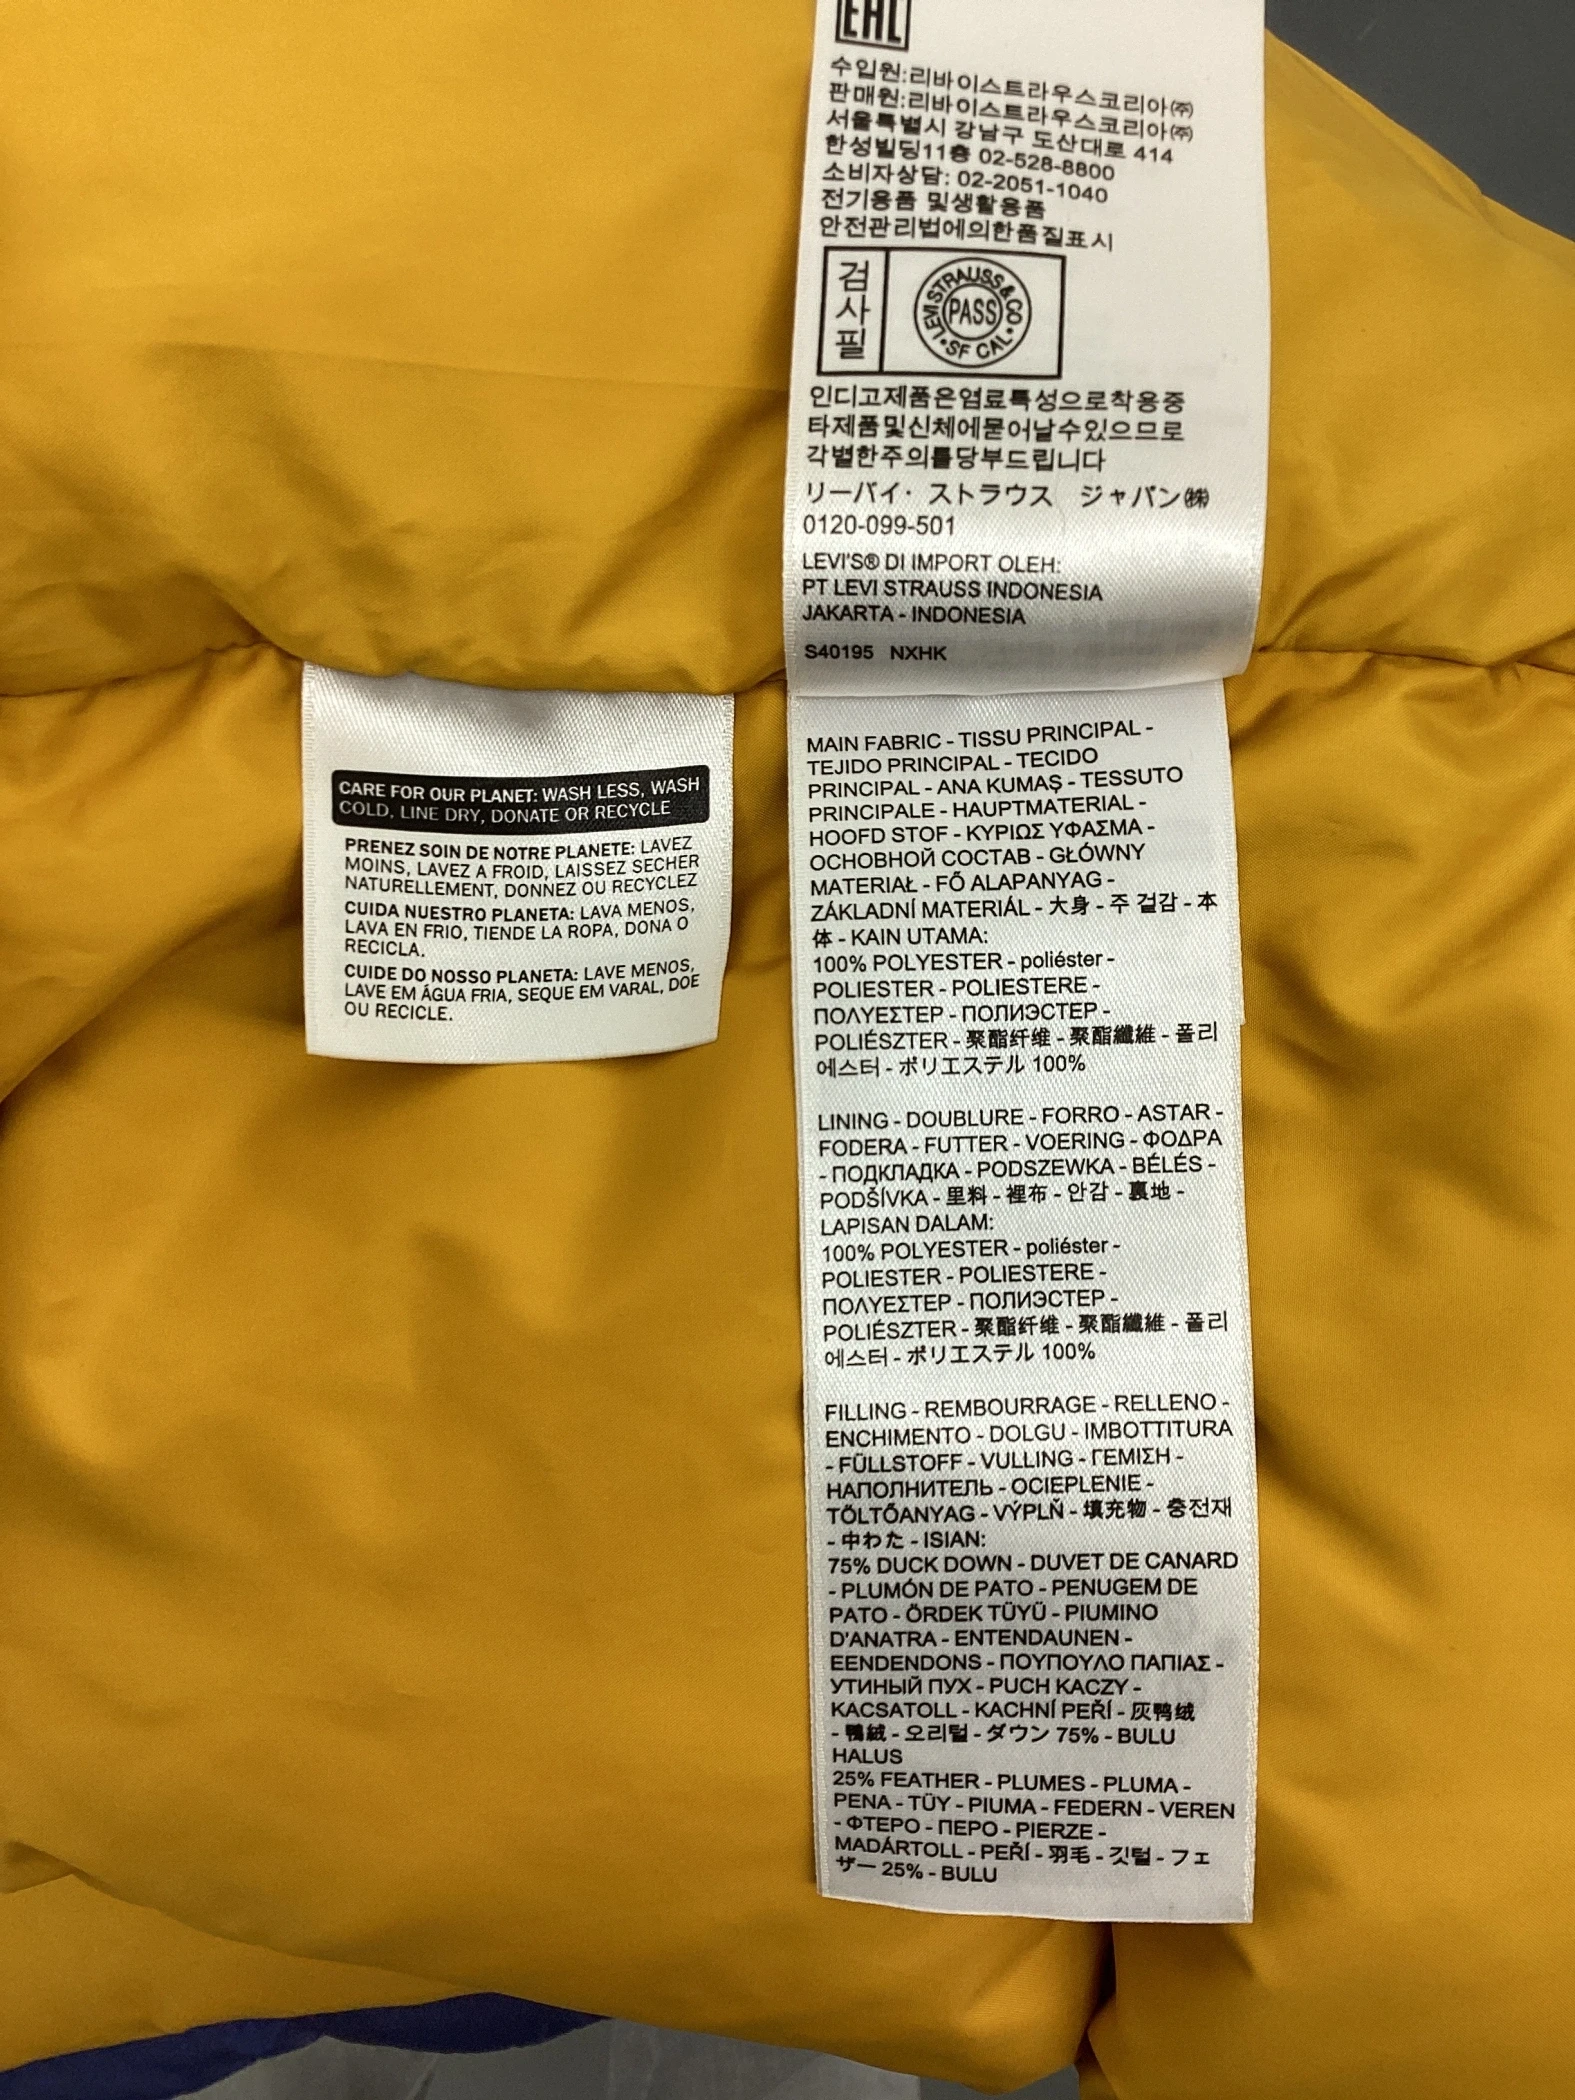 EAC
수입원:리바이스트라우스코리아㈜
판매원:리바이스트라우스코리아㈜
서울특별시 강남구 도산대로 414
한성빌딩11층 02-528-8800
소비자상담: 02-2051-1040
전기용품 및생활용품
안전관리법에의한품질표시
검
사
필
LEVI STRAUSS & CO
PASS
SF CAL
인디고제품은염료특성으로착용중
타제품및신체에묻어날수있으므로
각별한주의를당부드립니다
リーバイ・ストラウス ジャパン㈱
0120-099-501
LEVI'S® DI IMPORT OLEH:
PT LEVI STRAUSS INDONESIA
JAKARTA - INDONESIA
S40195 NXHK
CARE FOR OUR PLANET: WASH LESS, WASH
COLD, LINE DRY, DONATE OR RECYCLE
PRENEZ SOIN DE NOTRE PLANETE: LAVEZ
MOINS, LAVEZ A FROID, LAISSEZ SECHER
NATURELLEMENT, DONNEZ OU RECYCLEZ
CUIDA NUESTRO PLANETA: LAVA MENOS,
LAVA EN FRIO, TIENDE LA ROPA, DONA O
RECICLA.
CUIDE DO NOSSO PLANETA: LAVE MENOS,
LAVE EM ÁGUA FRIA, SEQUE EM VARAL, DOE
OU RECICLE.
MAIN FABRIC - TISSU PRINCIPAL -
TEJIDO PRINCIPAL - TECIDO
PRINCIPAL - ANA KUMAŞ - TESSUTO
PRINCIPALE - HAUPTMATERIAL -
HOOFD STOF - ΚΥΡΙΩΣ ΥΦΑΣΜΑ -
ОСНОВНОЙ СОСТАВ - GŁÓWNY
MATERIAŁ - FŐ ALAPANYAG -
ZÁKLADNÍ MATERIÁL - 大身 - 주 겉감 - 本
体 - KAIN UTAMA:
100% POLYESTER - poliéster -
POLIESTER - POLIESTERE -
ΠΟΛΥΕΣΤΕΡ - ПОЛИЭСТЕР -
POLIÉSZTER - 聚酯纤维 - 聚酯纖維 - 폴리
에스터 - ポリエステル 100%
LINING - DOUBLURE - FORRO - ASTAR -
FODERA - FUTTER - VOERING - ΦΟΔΡΑ
- ПОДКЛАДКА - PODSZEWKA - BÉLÉS -
PODŠÍVKA - 里料 - 裡布 - 안감 - 裏地 -
LAPISAN DALAM:
100% POLYESTER - poliéster -
POLIESTER - POLIESTERE -
ΠΟΛΥΕΣΤΕΡ - ПОЛИЭСТЕР -
POLIÉSZTER - 聚酯纤维 - 聚酯纖維 - 폴리
에스터 - ポリエステル 100%
FILLING - REMBOURRAGE - RELLENO -
ENCHIMENTO - DOLGU - IMBOTTITURA
- FÜLLSTOFF - VULLING - ΓΕΜΙΣΗ -
НАПОЛНИТЕЛЬ - OCIEPLENIE -
TÖLTŐANYAG - VÝPLŇ - 填充物 - 충전재
- 中わた - ISIAN:
75% DUCK DOWN - DUVET DE CANARD
- PLUMÓN DE PATO - PENUGEM DE
PATO - ÖRDEK TÜYÜ - PIUMINO
D'ANATRA - ENTENDAUNEN -
EENDENDONS - ΠΟΥΠΟΥΛΟ ΠΑΠΙΑΣ -
УТИНЫЙ ПУХ - PUCH KACZY -
KACSATOLL - KACHNÍ PEŘÍ - 灰鸭绒
- 鴨絨 - 오리털 - ダウン 75% - BULU
HALUS
25% FEATHER - PLUMES - PLUMA -
PENA - TÜY - PIUMA - FEDERN - VEREN
- ΦΤΕΡΟ - ПЕРО - PIERZE -
MADÁRTOLL - PEŘÍ - 羽毛 - 깃털 - フェ
ザー 25% - BULU